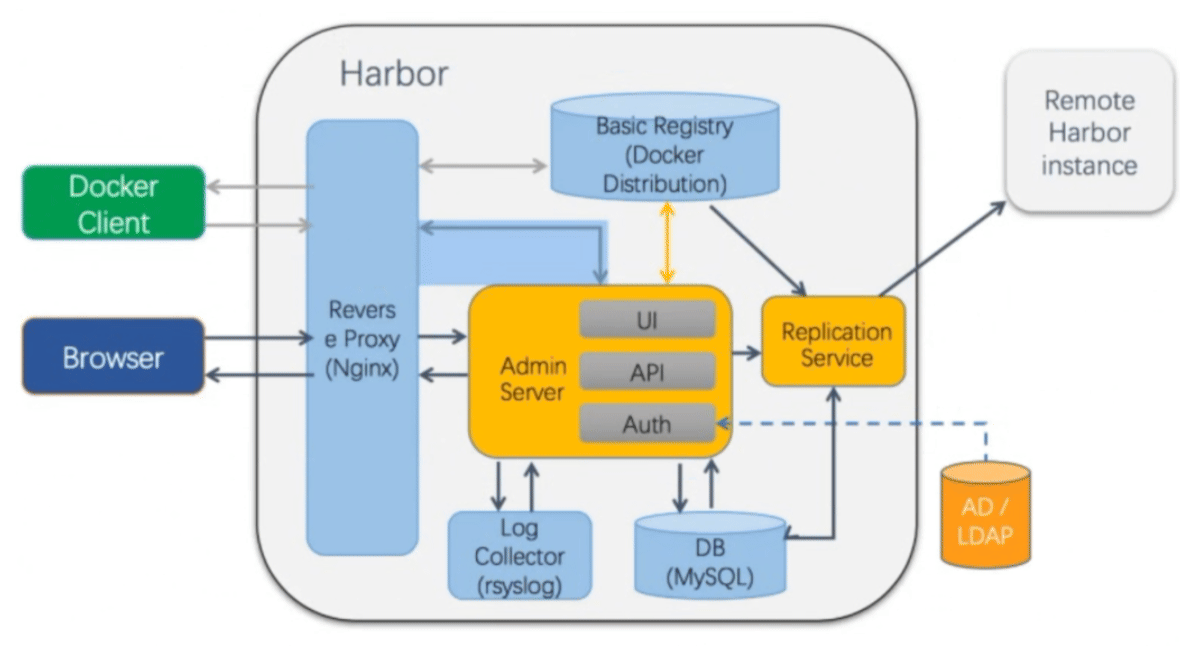 Harbor
Remote
Harbor
instance
Basic Registry
(Docker
Distribution)
Docker
Client
Revers
e Proxy
(Nginx)
Browser
UI
Admin
Server
API
Auth
Replication
Service
AD /
LDAP
Log
Collector
(rsyslog)
DB
(MySQL)